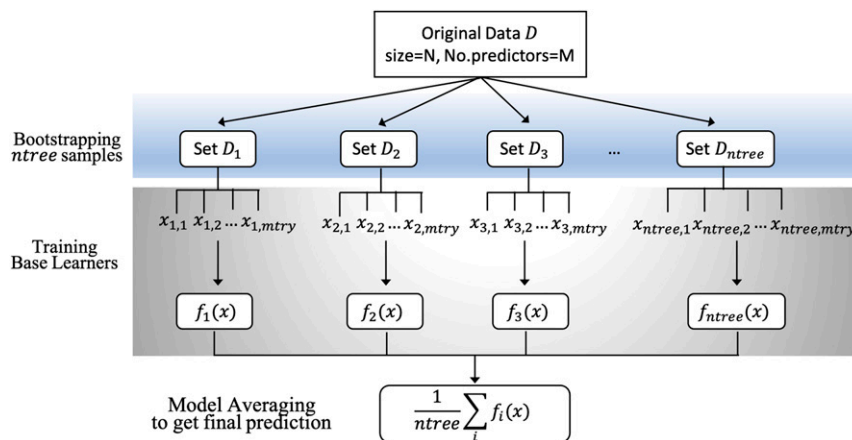 Original Data D
size=N, No.predictors=M
Bootstrapping
ntree samples
Set D₁
Set D₂
Set D₃
...
Set Dₙₜᵣₑₑ
x₁,₁ x₁,₂ ... x₁,mtry
x₂,₁ x₂,₂ ... x₂,mtry
x₃,₁ x₃,₂ ... x₃,mtry
xntree,1 xntree,2 ... xntree,mtry
Training
Base Learners
f₁(x)
f₂(x)
f₃(x)
fntree(x)
Model Averaging
to get final prediction
1/ntree ∑ᵢ fᵢ(x)